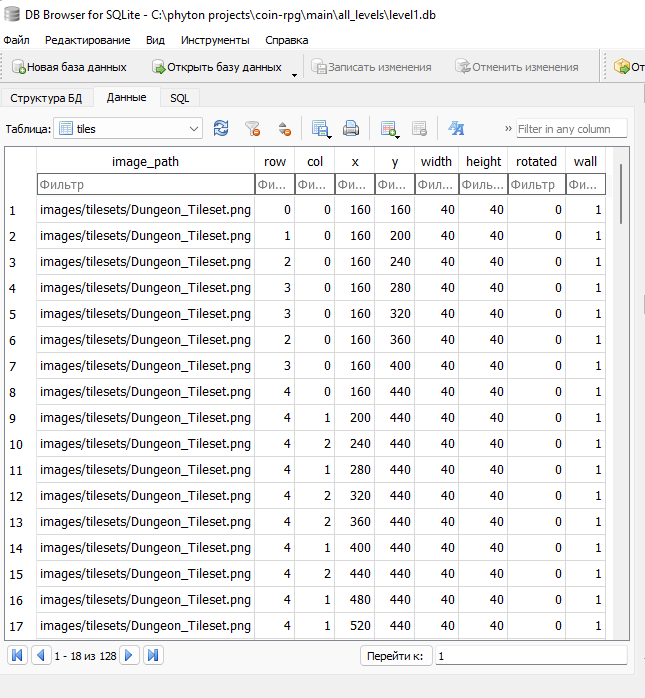 DB Browser for SQLite - C:\phyton projects\coin-rpg\main\all_levels\level1.db
Файл Редактирование Вид Инструменты Справка
Новая база данных Открыть базу данных Записать изменения Отменить изменения От
Структура БД Данные SQL
Таблица: tiles » Filter in any column
image_path row col x y width height rotated wall
Фильтр Фи... Фи... Фи... Фи... Фил... Филь... Фильтр Фи...
1 images/tilesets/Dungeon_Tileset.png 0 0 160 160 40 40 0 1
2 images/tilesets/Dungeon_Tileset.png 1 0 160 200 40 40 0 1
3 images/tilesets/Dungeon_Tileset.png 2 0 160 240 40 40 0 1
4 images/tilesets/Dungeon_Tileset.png 3 0 160 280 40 40 0 1
5 images/tilesets/Dungeon_Tileset.png 3 0 160 320 40 40 0 1
6 images/tilesets/Dungeon_Tileset.png 2 0 160 360 40 40 0 1
7 images/tilesets/Dungeon_Tileset.png 3 0 160 400 40 40 0 1
8 images/tilesets/Dungeon_Tileset.png 4 0 160 440 40 40 0 1
9 images/tilesets/Dungeon_Tileset.png 4 1 200 440 40 40 0 1
10 images/tilesets/Dungeon_Tileset.png 4 2 240 440 40 40 0 1
11 images/tilesets/Dungeon_Tileset.png 4 1 280 440 40 40 0 1
12 images/tilesets/Dungeon_Tileset.png 4 2 320 440 40 40 0 1
13 images/tilesets/Dungeon_Tileset.png 4 2 360 440 40 40 0 1
14 images/tilesets/Dungeon_Tileset.png 4 1 400 440 40 40 0 1
15 images/tilesets/Dungeon_Tileset.png 4 2 440 440 40 40 0 1
16 images/tilesets/Dungeon_Tileset.png 4 1 480 440 40 40 0 1
17 images/tilesets/Dungeon_Tileset.png 4 1 520 440 40 40 0 1
1 - 18 из 128 Перейти к: 1